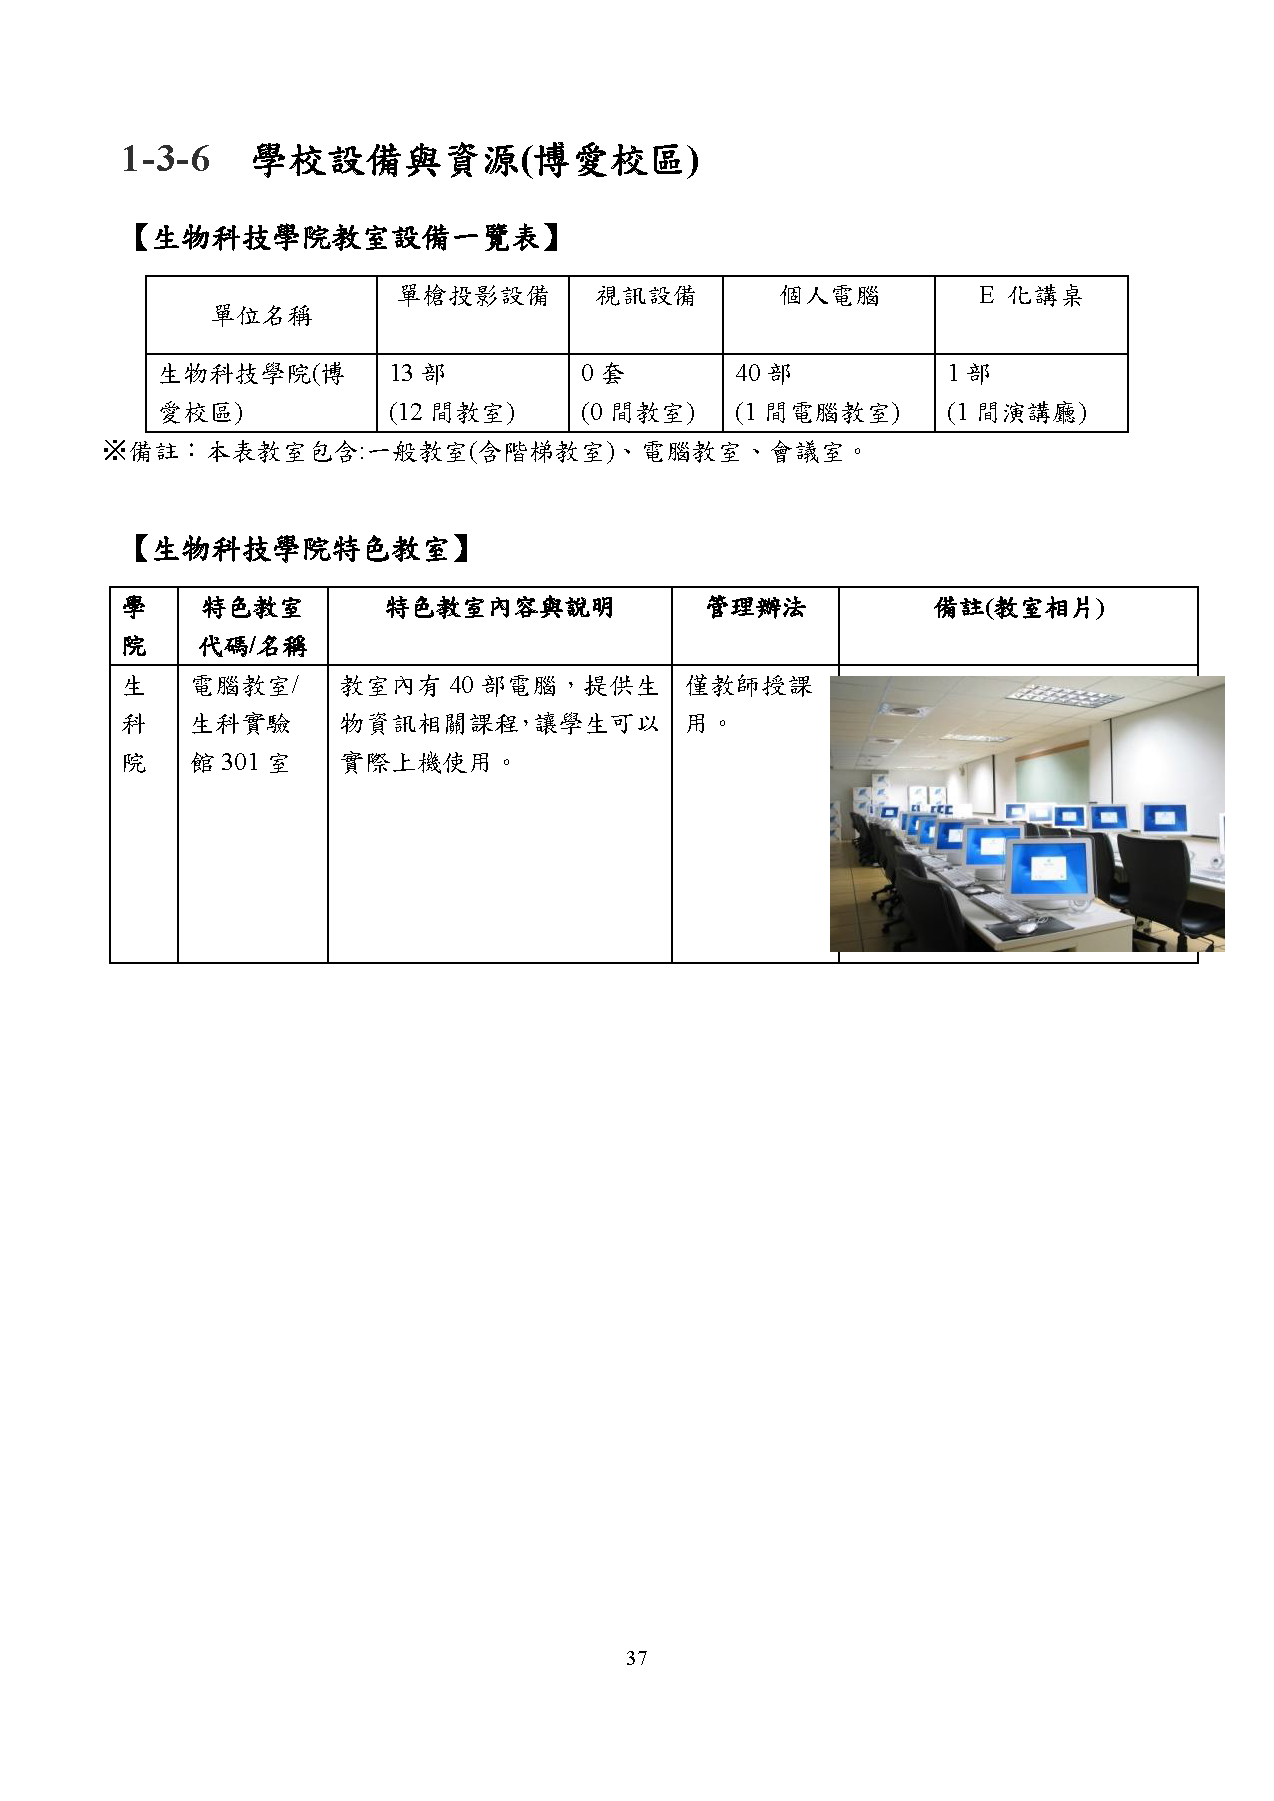 1-3-6 學校設備與資源(博愛校區)
【生物科技學院教室設備一覽表】
單位名稱 單槍投影設備 視訊設備 個人電腦 E 化講桌
生物科技學院(博 13 部 0 套 40 部 1 部
愛校區) (12 間教室) (0 間教室) (1 間電腦教室) (1 間演講廳)
※備註：本表教室包含:一般教室(含階梯教室)、電腦教室、會議室。
【生物科技學院特色教室】
學 特色教室 特色教室內容與說明 管理辦法 備註(教室相片)
院 代碼/名稱
生 電腦教室/ 教室內有 40 部電腦，提供生 僅教師授課
科 生科實驗 物資訊相關課程，讓學生可以 用。
院 館 301 室 實際上機使用。
37